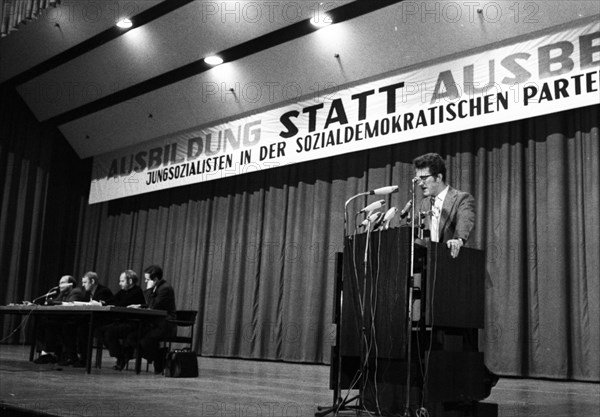 AUSBILDUNG STATT AUSBE
JUNGSOZIALISTEN IN DER SOZIALDEMOKRATISCHEN PARTE